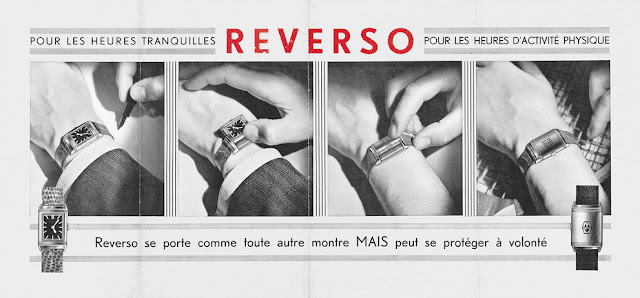 POUR LES HEURES TRANQUILLES REVERSO POUR LES HEURES D'ACTIVITÉ PHYSIQUE
Reverso se porte comme toute autre montre MAIS peut se protéger à volonté